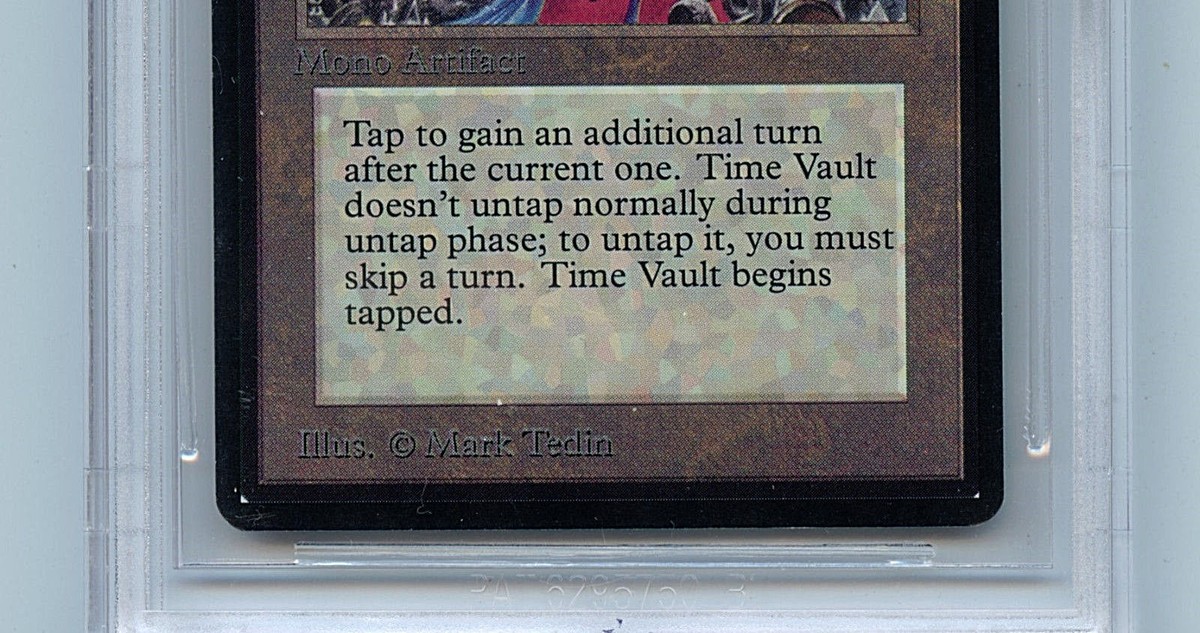 Mono Artifact
Tap to gain an additional turn
after the current one. Time Vault
doesn't untap normally during
untap phase; to untap it, you must
skip a turn. Time Vault begins
tapped.
Illus. © Mark Tedin